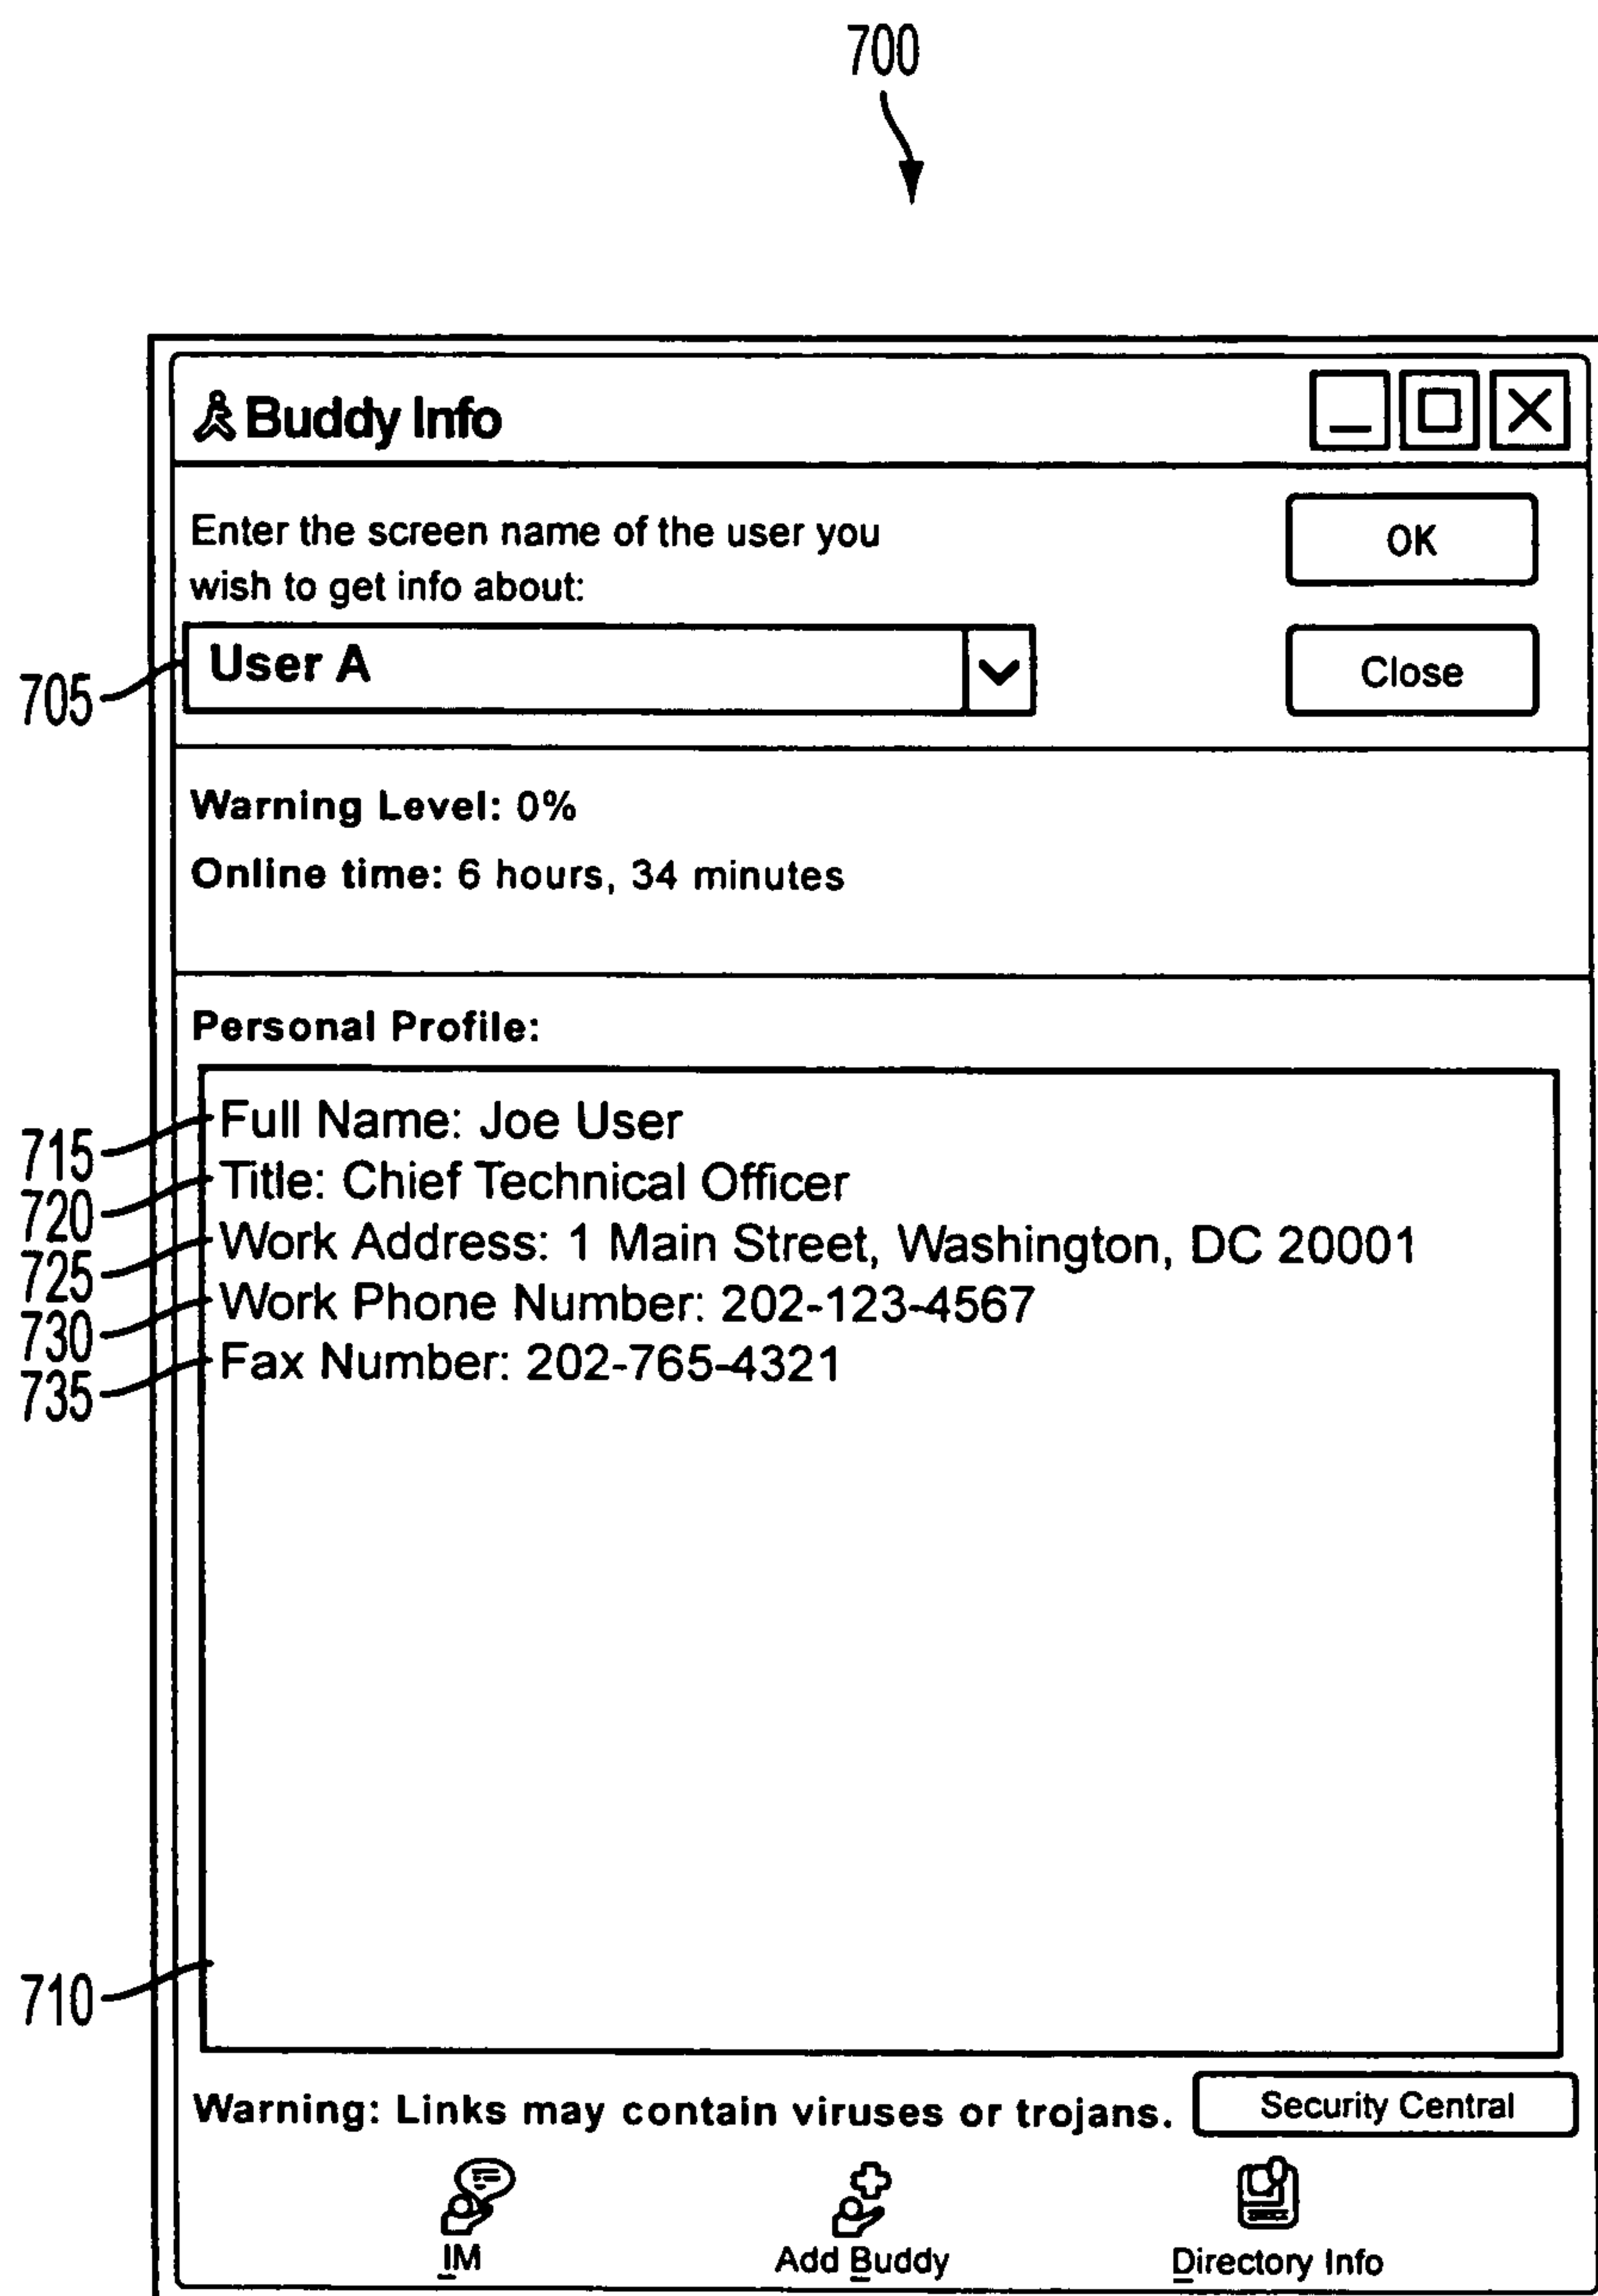 700
Buddy Info
Enter the screen name of the user you
wish to get info about:
OK
705
User A
Close
Warning Level: 0%
Online time: 6 hours, 34 minutes
Personal Profile:
715
Full Name: Joe User
720
Title: Chief Technical Officer
725
Work Address: 1 Main Street, Washington, DC 20001
730
Work Phone Number: 202-123-4567
735
Fax Number: 202-765-4321
710
Warning: Links may contain viruses or trojans.
Security Central
IM
Add Buddy
Directory Info